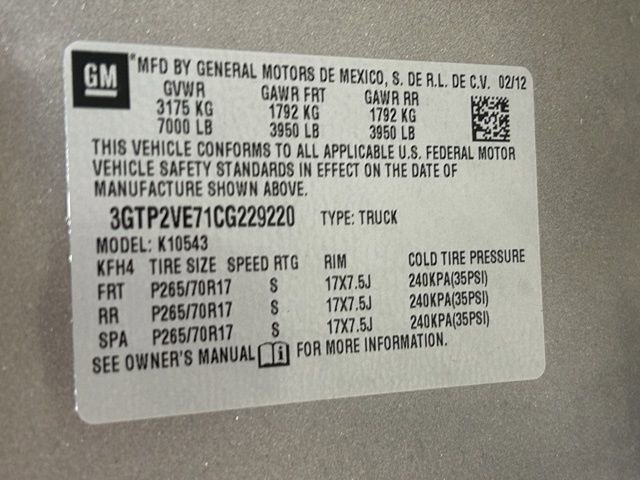 GM
*MFD BY GENERAL MOTORS DE MEXICO, S. DE R.L. DE C.V. 02/12
GVWR GAWR FRT GAWR RR
3175 KG 1792 KG 1792 KG
7000 LB 3950 LB 3950 LB
THIS VEHICLE CONFORMS TO ALL APPLICABLE U.S. FEDERAL MOTOR
VEHICLE SAFETY STANDARDS IN EFFECT ON THE DATE OF
MANUFACTURE SHOWN ABOVE.
3GTP2VE71CG229220 TYPE: TRUCK
MODEL: K10543
KFH4 TIRE SIZE SPEED RTG RIM COLD TIRE PRESSURE
FRT P265/70R17 S 17X7.5J 240KPA(35PSI)
RR P265/70R17 S 17X7.5J 240KPA(35PSI)
SPA P265/70R17 S 17X7.5J 240KPA(35PSI)
SEE OWNER'S MANUAL i FOR MORE INFORMATION.